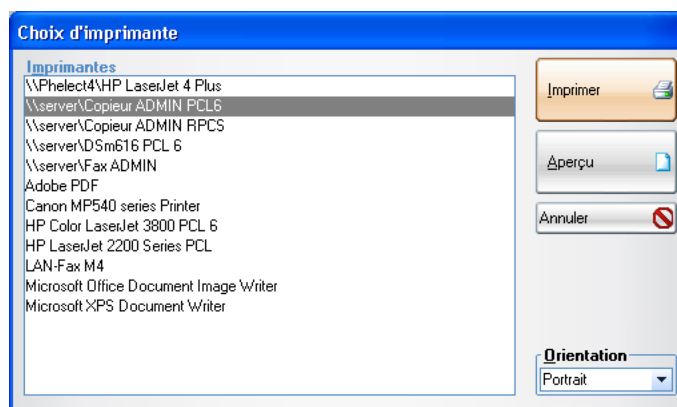 Choix d'imprimante
Imprimantes
\\Phelect4\HP LaserJet 4 Plus
\\server\Copieur ADMIN PCL6
\\server\Copieur ADMIN RPCS
\\server\DSm616 PCL 6
\\server\Fax ADMIN
Adobe PDF
Canon MP540 series Printer
HP Color LaserJet 3800 PCL 6
HP LaserJet 2200 Series PCL
LAN-Fax M4
Microsoft Office Document Image Writer
Microsoft XPS Document Writer
Imprimer
Aperçu
Annuler
Orientation
Portrait